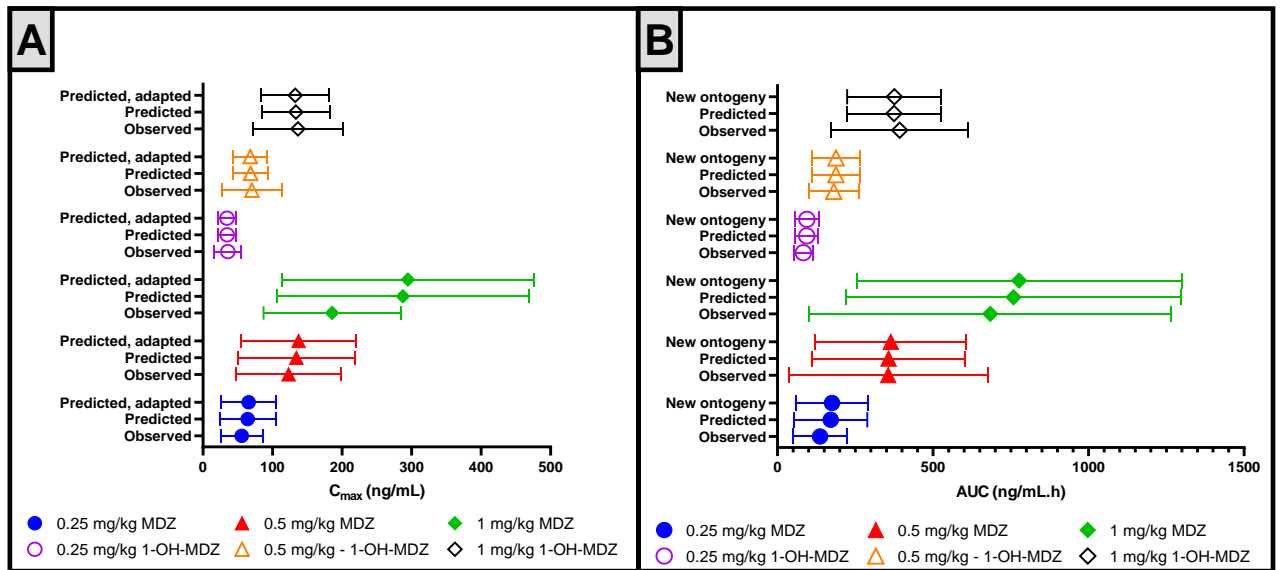 A
Predicted, adapted
Predicted
Observed
Predicted, adapted
Predicted
Observed
Predicted, adapted
Predicted
Observed
Predicted, adapted
Predicted
Observed
Predicted, adapted
Predicted
Observed
Predicted, adapted
Predicted
Observed
0 100 200 300 400 500
Cmax (ng/mL)
0.25 mg/kg MDZ 0.5 mg/kg MDZ 1 mg/kg MDZ
0.25 mg/kg 1-OH-MDZ 0.5 mg/kg - 1-OH-MDZ 1 mg/kg 1-OH-MDZ
B
New ontogeny
Predicted
Observed
New ontogeny
Predicted
Observed
New ontogeny
Predicted
Observed
New ontogeny
Predicted
Observed
New ontogeny
Predicted
Observed
New ontogeny
Predicted
Observed
0 500 1000 1500
AUC (ng/mL.h)
0.25 mg/kg MDZ 0.5 mg/kg MDZ 1 mg/kg MDZ
0.25 mg/kg 1-OH-MDZ 0.5 mg/kg - 1-OH-MDZ 1 mg/kg 1-OH-MDZ